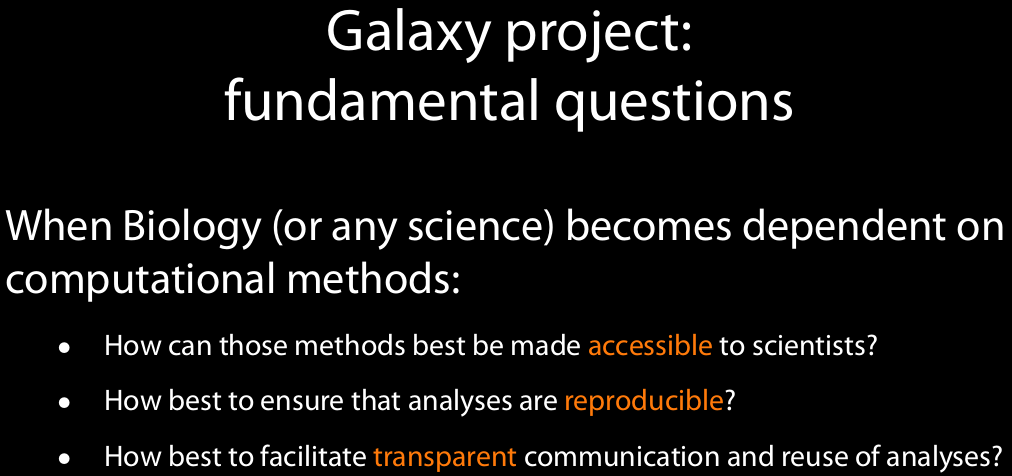 Galaxy project:
fundamental questions
When Biology (or any science) becomes dependent on
computational methods:
• How can those methods best be made accessible to scientists?
• How best to ensure that analyses are reproducible?
• How best to facilitate transparent communication and reuse of analyses?